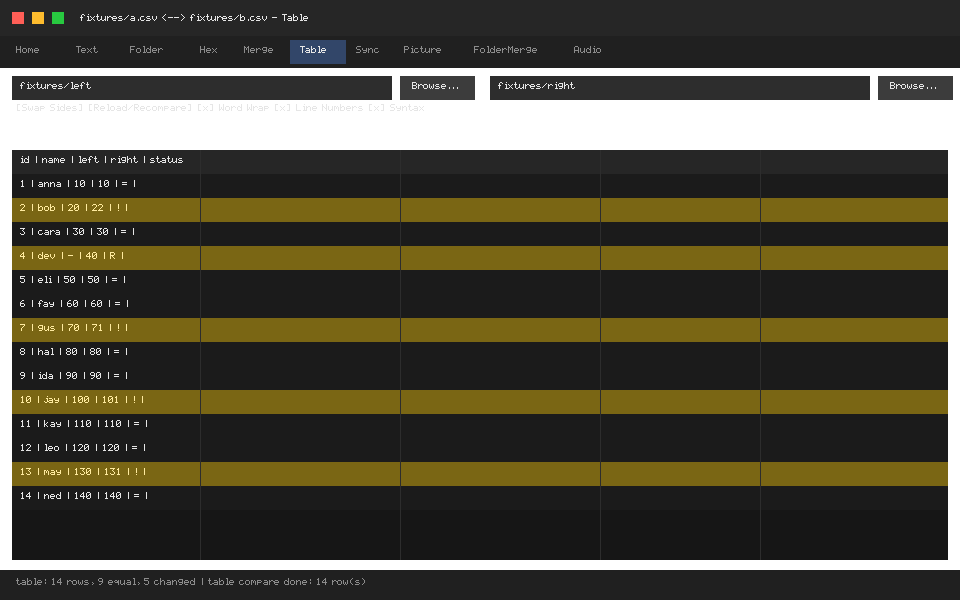 fixtures/a.csv <--> fixtures/b.csv - Table
Home Text Folder Hex Merge Table Sync Picture FolderMerge Audio
fixtures/left Browse... fixtures/right Browse...
[Swap Sides] [Reload/Recompare] [x] Word Wrap [x] Line Numbers [x] Syntax
id | name | left | right | status
1 | anna | 10 | 10 | = |
2 | bob | 20 | 22 | ! |
3 | cara | 30 | 30 | = |
4 | dev | - | 40 | R |
5 | eli | 50 | 50 | = |
6 | fay | 60 | 60 | = |
7 | gus | 70 | 71 | ! |
8 | hal | 80 | 80 | = |
9 | ida | 90 | 90 | = |
10 | jay | 100 | 101 | ! |
11 | kay | 110 | 110 | = |
12 | leo | 120 | 120 | = |
13 | may | 130 | 131 | ! |
14 | ned | 140 | 140 | = |
table: 14 rows, 9 equal, 5 changed | table compare done: 14 row(s)